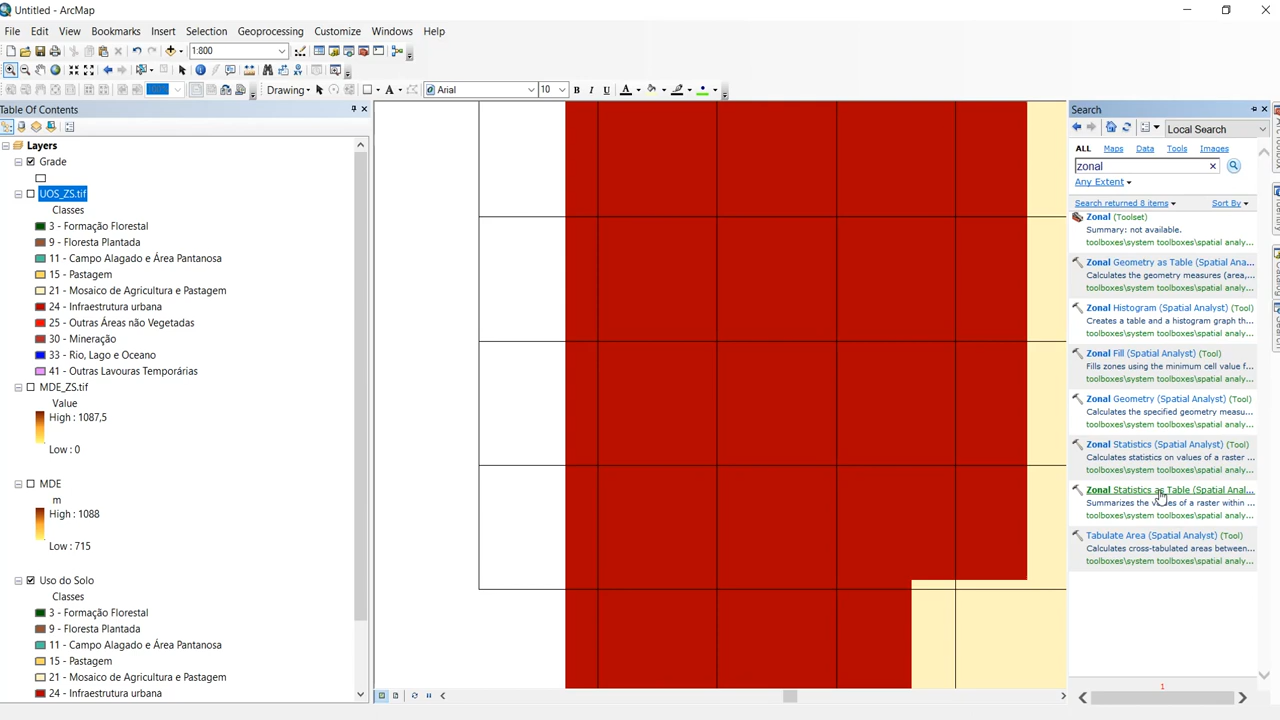 Untitled - ArcMap
File Edit View Bookmarks Insert Selection Geoprocessing Customize Windows Help
1:800
100%
Drawing
Arial
10
B I U A
Table Of Contents
Layers
Grade
UOS_ZS.tif
Classes
3 - Formação Florestal
9 - Floresta Plantada
11 - Campo Alagado e Área Pantanosa
15 - Pastagem
21 - Mosaico de Agricultura e Pastagem
24 - Infraestrutura urbana
25 - Outras Áreas não Vegetadas
30 - Mineração
33 - Rio, Lago e Oceano
41 - Outras Lavouras Temporárias
MDE_ZS.tif
Value
High : 1087,5
Low : 0
MDE
m
High : 1088
Low : 715
Uso do Solo
Classes
3 - Formação Florestal
9 - Floresta Plantada
11 - Campo Alagado e Área Pantanosa
15 - Pastagem
21 - Mosaico de Agricultura e Pastagem
24 - Infraestrutura urbana
Search
Local Search
ALL Maps Data Tools Images
zonal
Any Extent
Search returned 8 items
Sort By
Zonal (Toolset)
Summary: not available.
toolboxes\system toolboxes\spatial analy...
Zonal Geometry as Table (Spatial Ana...
Calculates the geometry measures (area,...
toolboxes\system toolboxes\spatial analy...
Zonal Histogram (Spatial Analyst) (Tool)
Creates a table and a histogram graph th...
toolboxes\system toolboxes\spatial analy...
Zonal Fill (Spatial Analyst) (Tool)
Fills zones using the minimum cell value f...
toolboxes\system toolboxes\spatial analy...
Zonal Geometry (Spatial Analyst) (Tool)
Calculates the specified geometry measu...
toolboxes\system toolboxes\spatial analy...
Zonal Statistics (Spatial Analyst) (Tool)
Calculates statistics on values of a raster ...
toolboxes\system toolboxes\spatial analy...
Zonal Statistics as Table (Spatial Anal...
Summarizes the values of a raster within ...
toolboxes\system toolboxes\spatial analy...
Tabulate Area (Spatial Analyst) (Tool)
Calculates cross-tabulated areas between...
toolboxes\system toolboxes\spatial analy...
1